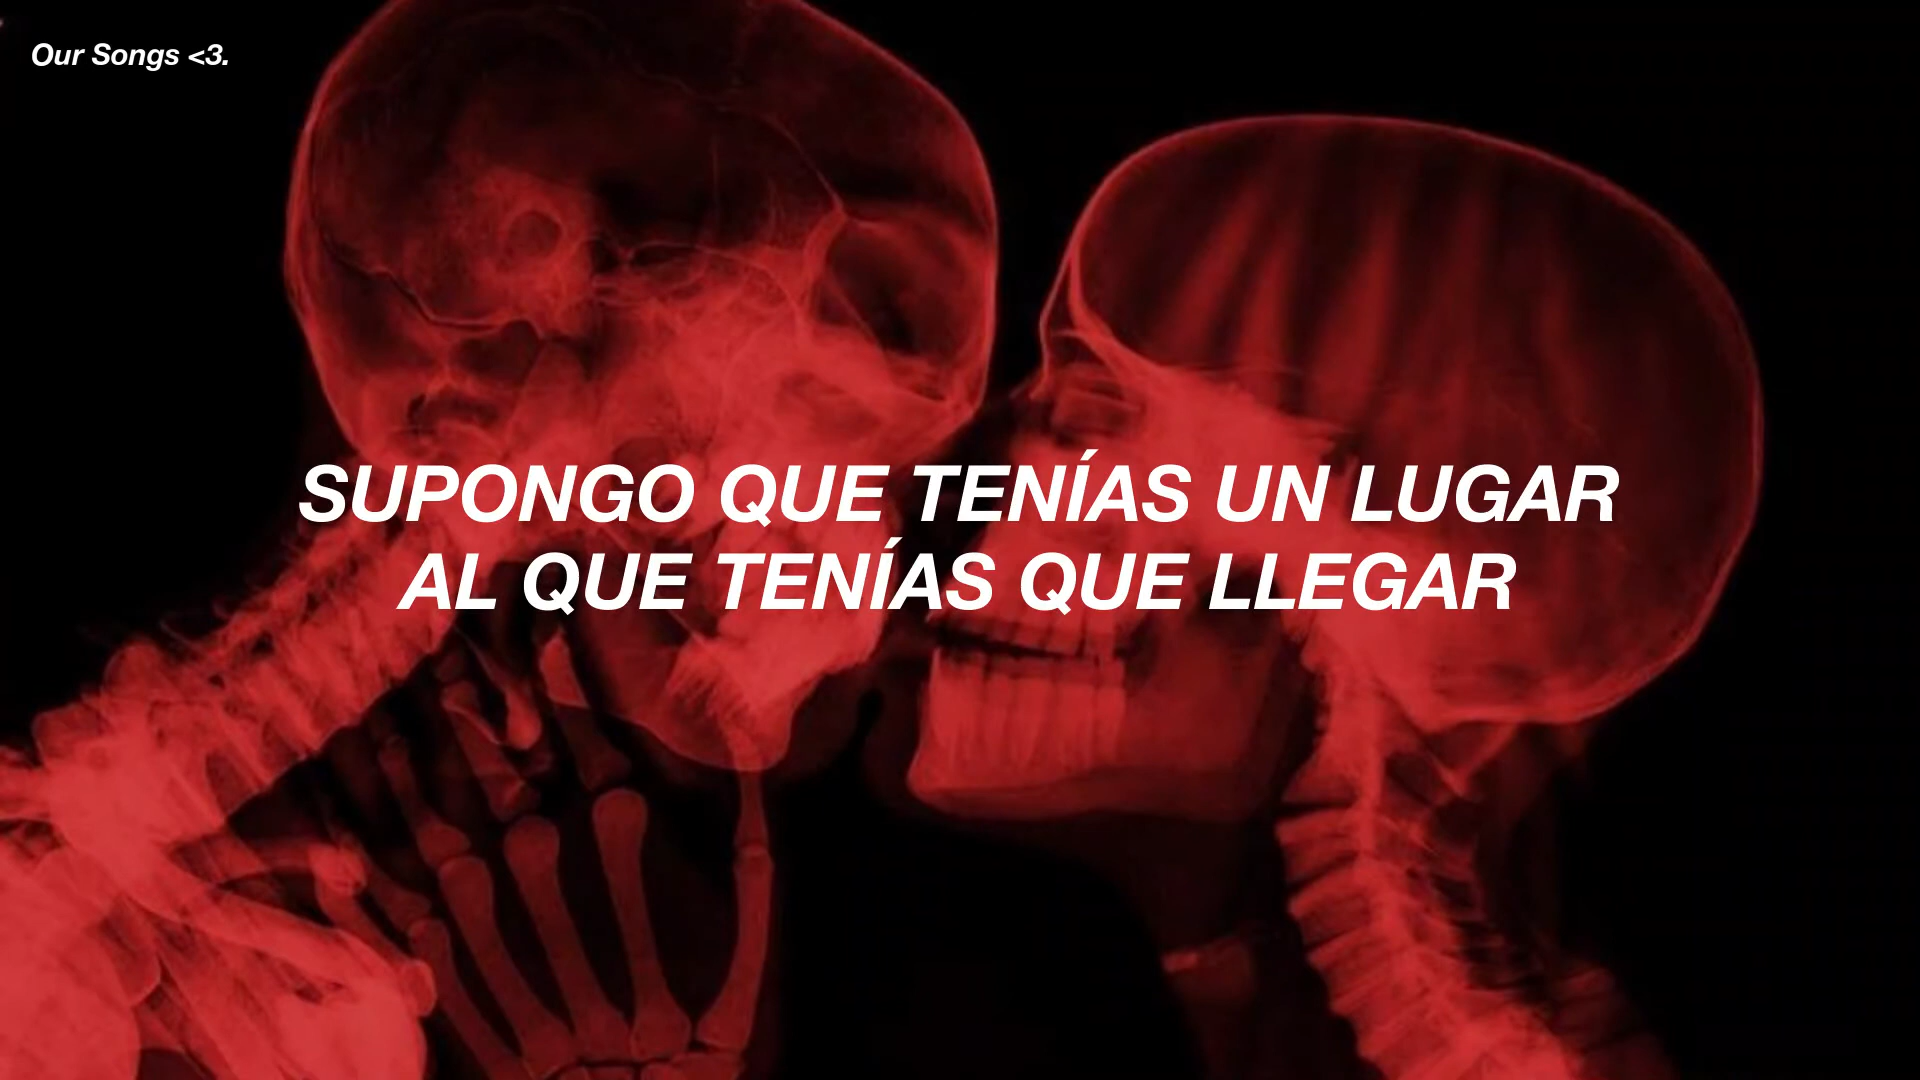 Our Songs <3.
SUPONGO QUE TENÍAS UN LUGAR
AL QUE TENÍAS QUE LLEGAR